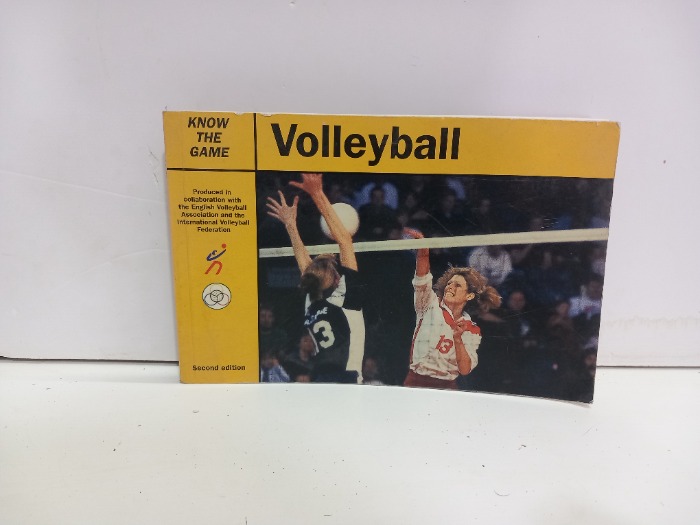 KNOW
THE
GAME
Volleyball
Produced in
collaboration with
the English Volleyball
Association and the
International Volleyball
Federation
13
13
Second edition